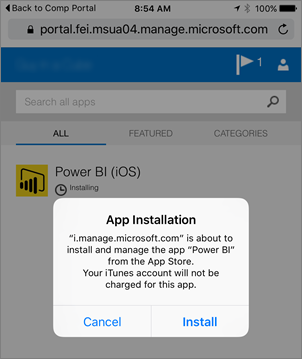 Back to Comp Portal 8:54 AM 100%
portal.fei.msua04.manage.microsoft.com
1
Search all apps
ALL FEATURED CATEGORIES
Power BI (iOS)
Installing
App Installation
“i.manage.microsoft.com” is about to
install and manage the app “Power BI”
from the App Store.
Your iTunes account will not be
charged for this app.
Cancel Install